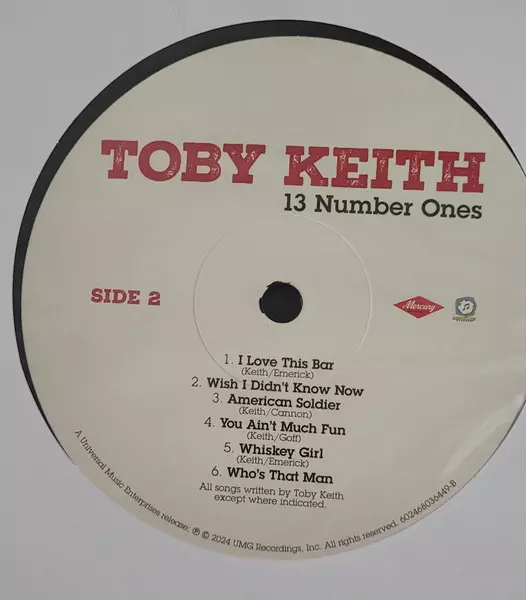 TOBY KEITH
13 Number Ones
SIDE 2
Mercury
1. I Love This Bar
(Keith/Emerick)
2. Wish I Didn't Know Now
3. American Soldier
(Keith/Cannon)
4. You Ain't Much Fun
(Keith/Goff)
5. Whiskey Girl
(Keith/Emerick)
6. Who's That Man
All songs written by Toby Keith
except where indicated.
A Universal Music Enterprises release; ℗ © 2024 UMG Recordings, Inc. All rights reserved. 602468036449-B